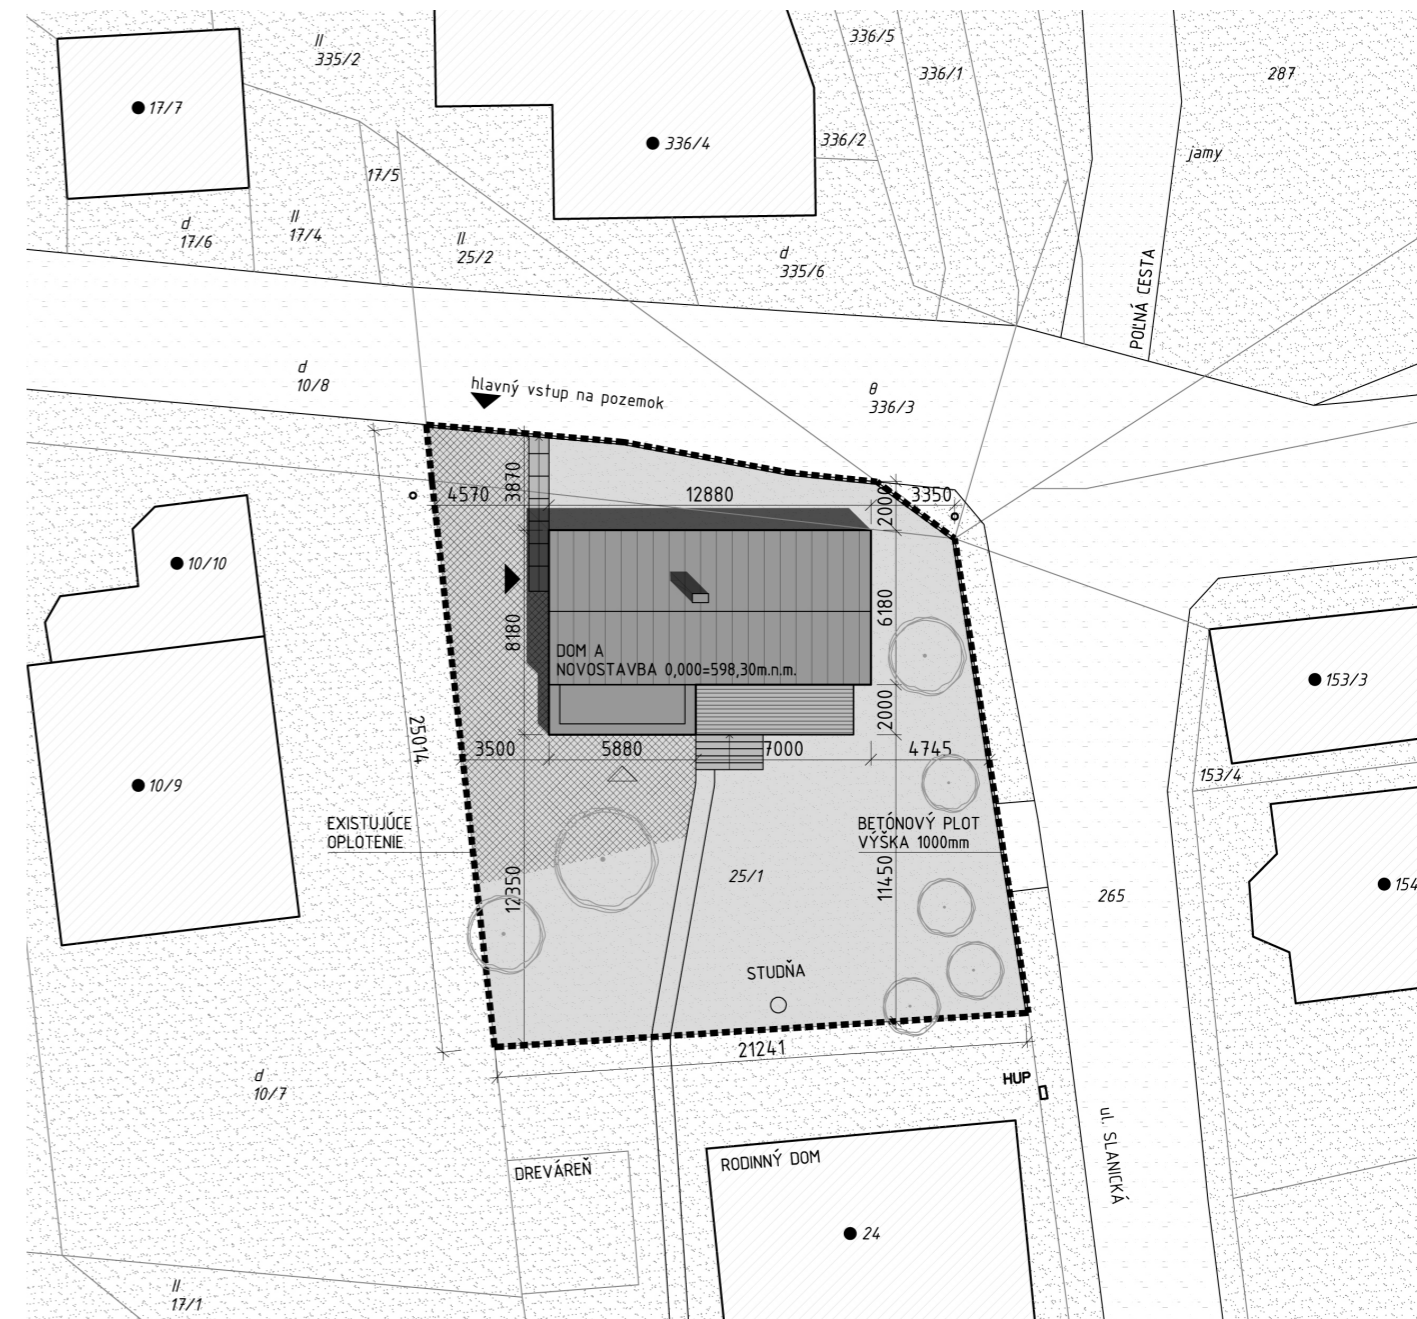 336/5
II
335/2
336/1
287
17/7
336/4
336/2
jamy
17/5
d
17/6
II
17/4
II
25/2
d
335/6
POĽNÁ CESTA
d
10/8
hlavný vstup na pozemok
θ
336/3
4570
3870
12880
2000
3350
10/10
8180
6180
DOM A
NOVOSTAVBA 0,000=598,30m.n.m.
153/3
2000
25014
3500
5880
7000
4745
153/4
10/9
EXISTUJÚCE
OPLOTENIE
BETÓNOVÝ PLOT
VÝŠKA 1000mm
12350
25/1
11450
265
154
STUDŇA
21241
d
10/7
HUP
ul. SLANICKÁ
DREVÁREŇ
RODINNÝ DOM
24
II
17/1